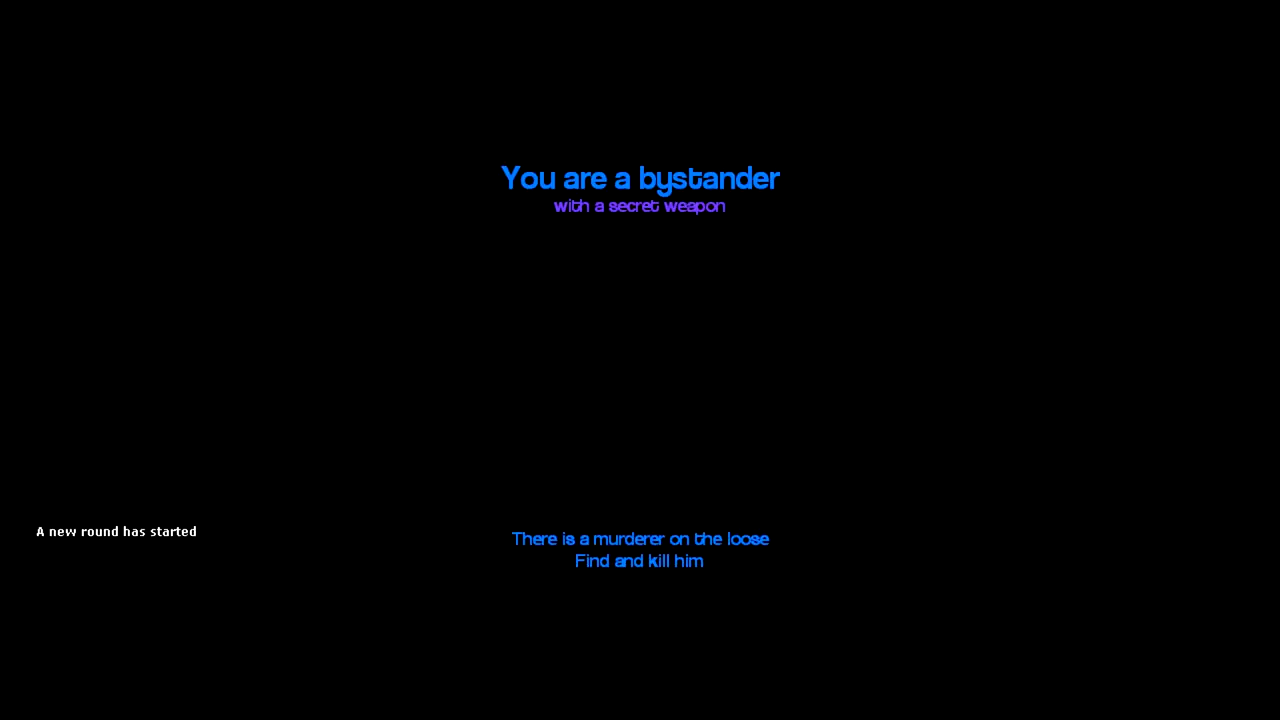 You are a bystander
with a secret weapon
A new round has started
There is a murderer on the loose
Find and kill him